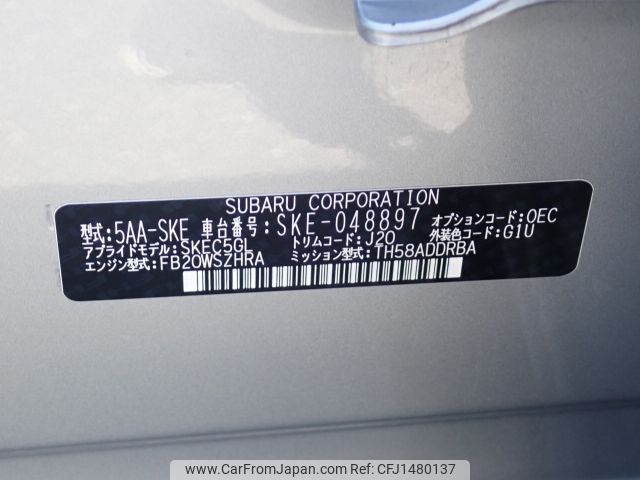 SUBARU CORPORATION
型式:5AA-SKE 車台番号:SKE-048897 オプションコード:OEC
アプライドモデル:SKEC5GL トリムコード:J20 外装色コード:G1U
エンジン型式:FB20WSZHRA ミッション型式:TH58ADDRBA
www.CarFromJapan.com - ID: CFJ1480137